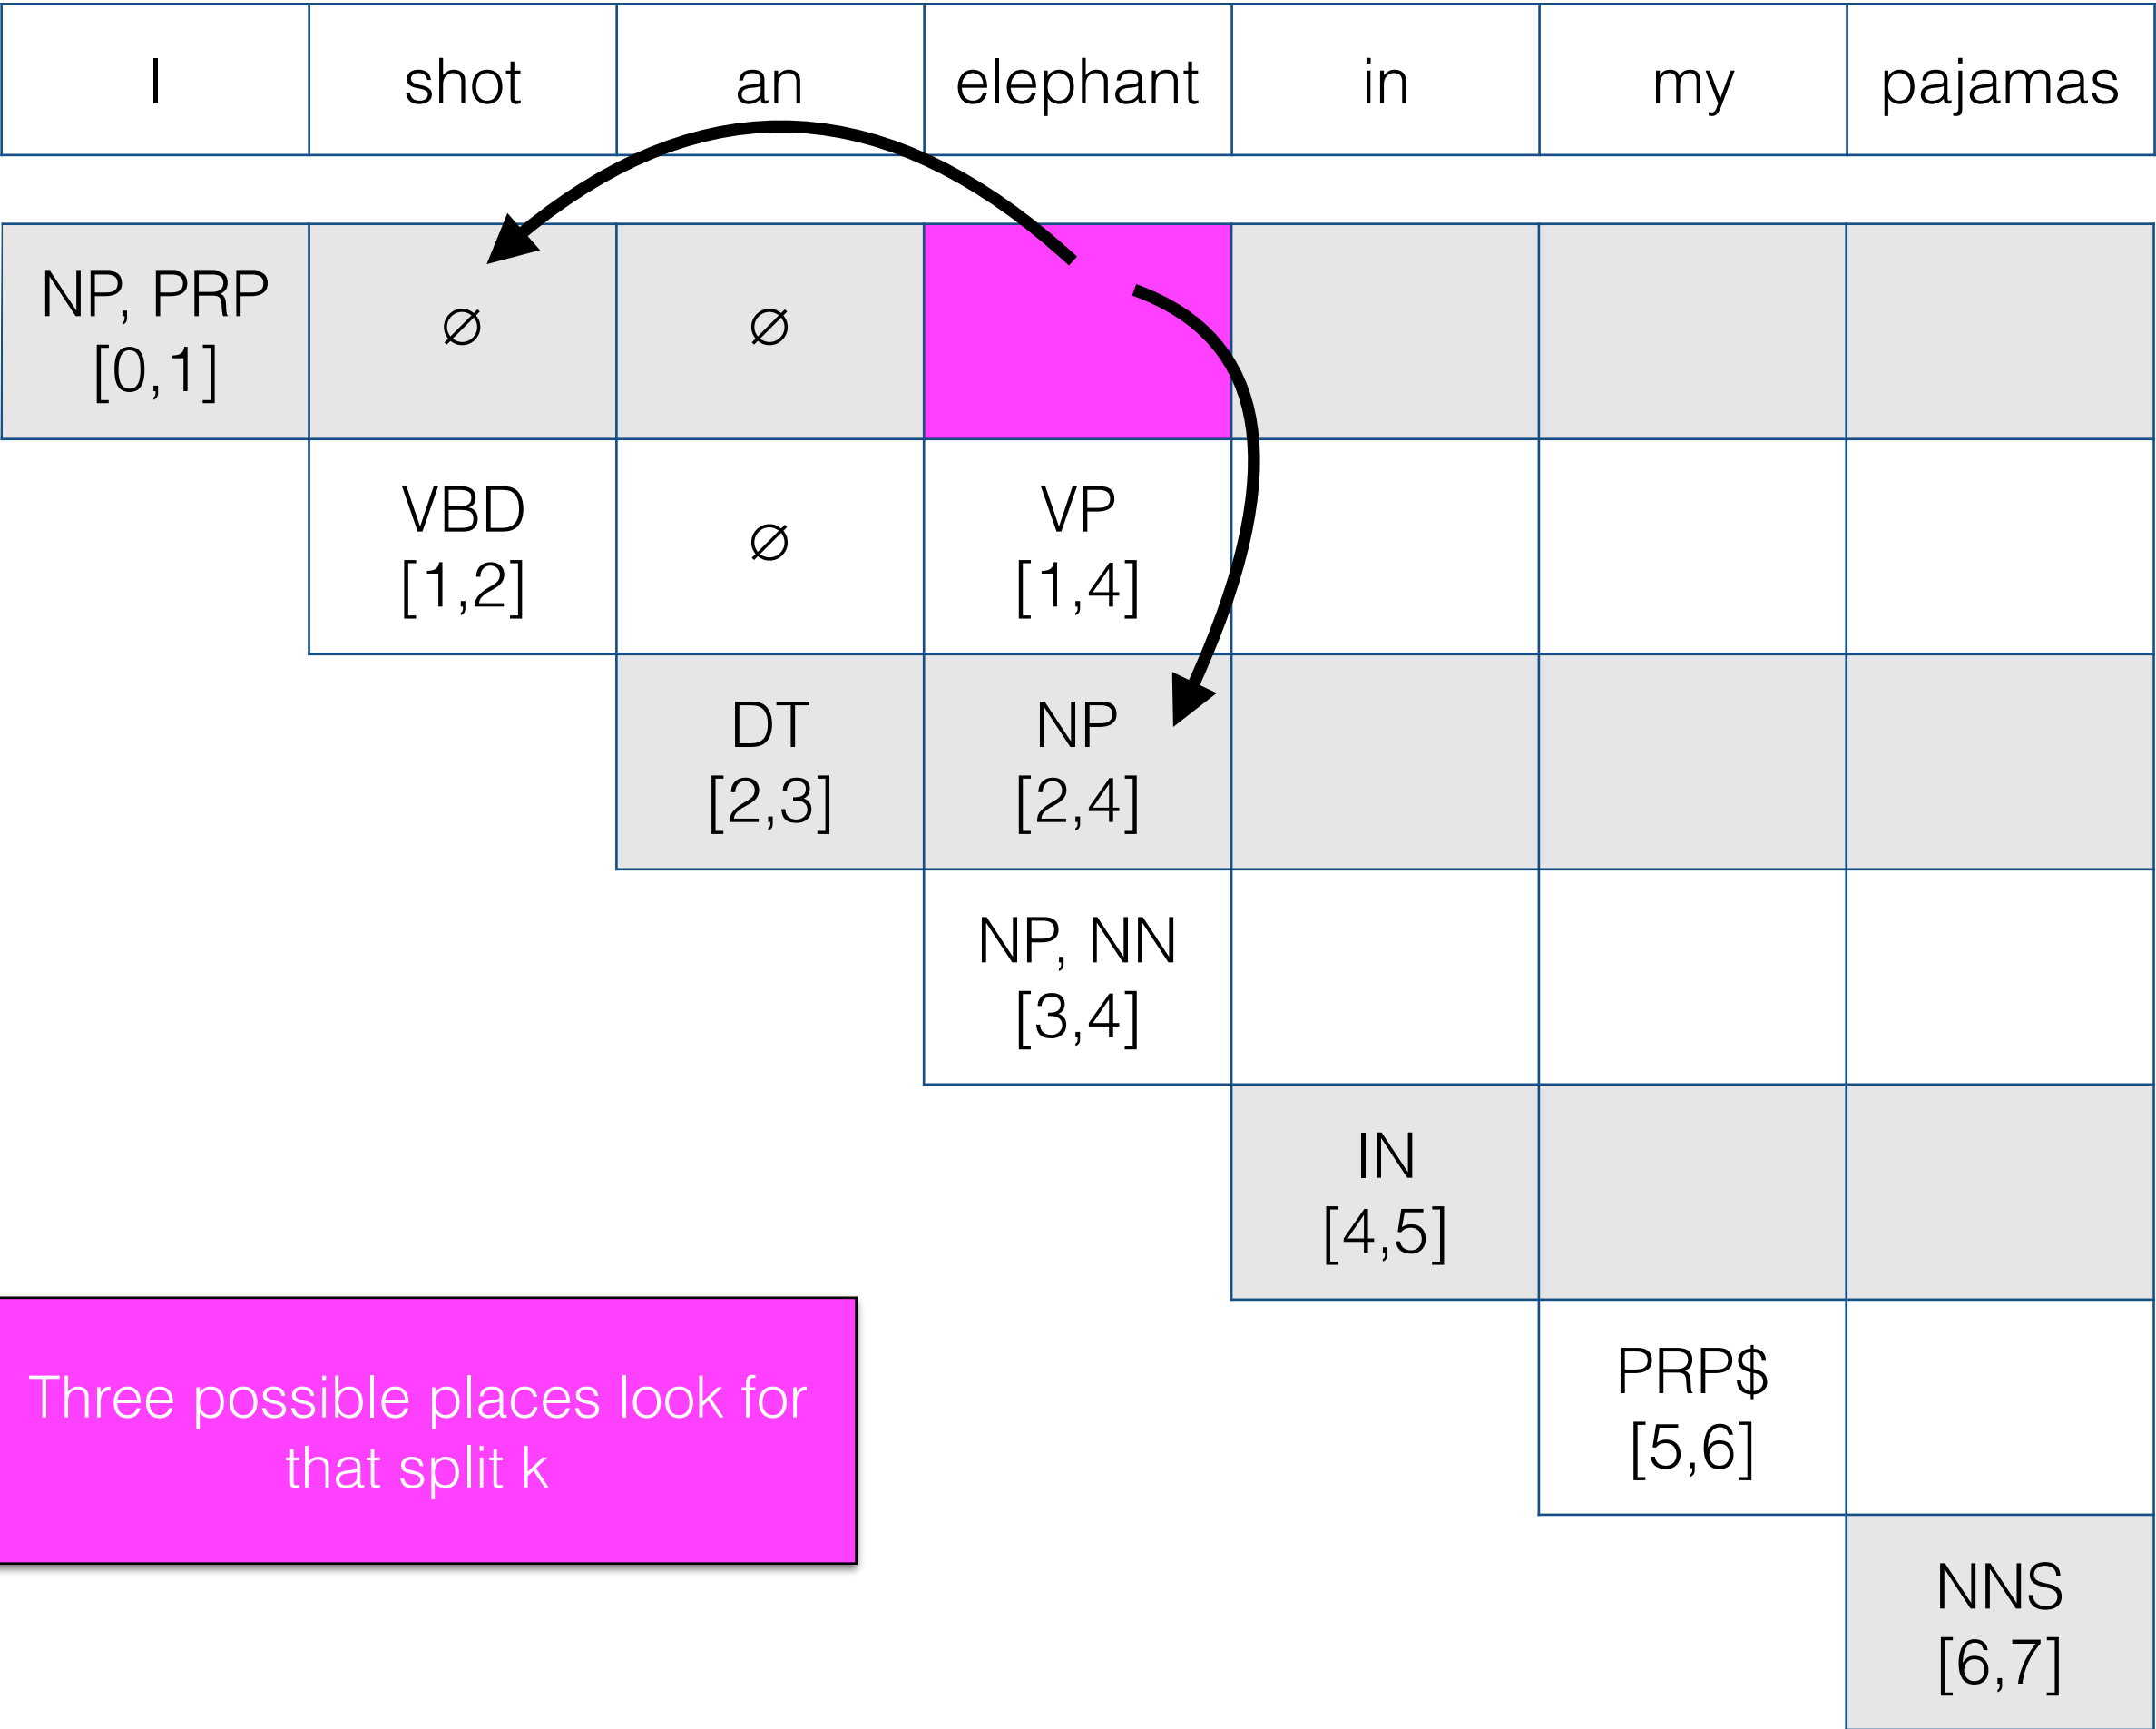 I shot an elephant in my pajamas
NP, PRP
[0,1]
∅
∅
VBD
[1,2]
∅
VP
[1,4]
DT
[2,3]
NP
[2,4]
NP, NN
[3,4]
IN
[4,5]
Three possible places look for
that split k
PRP$
[5,6]
NNS
[6,7]